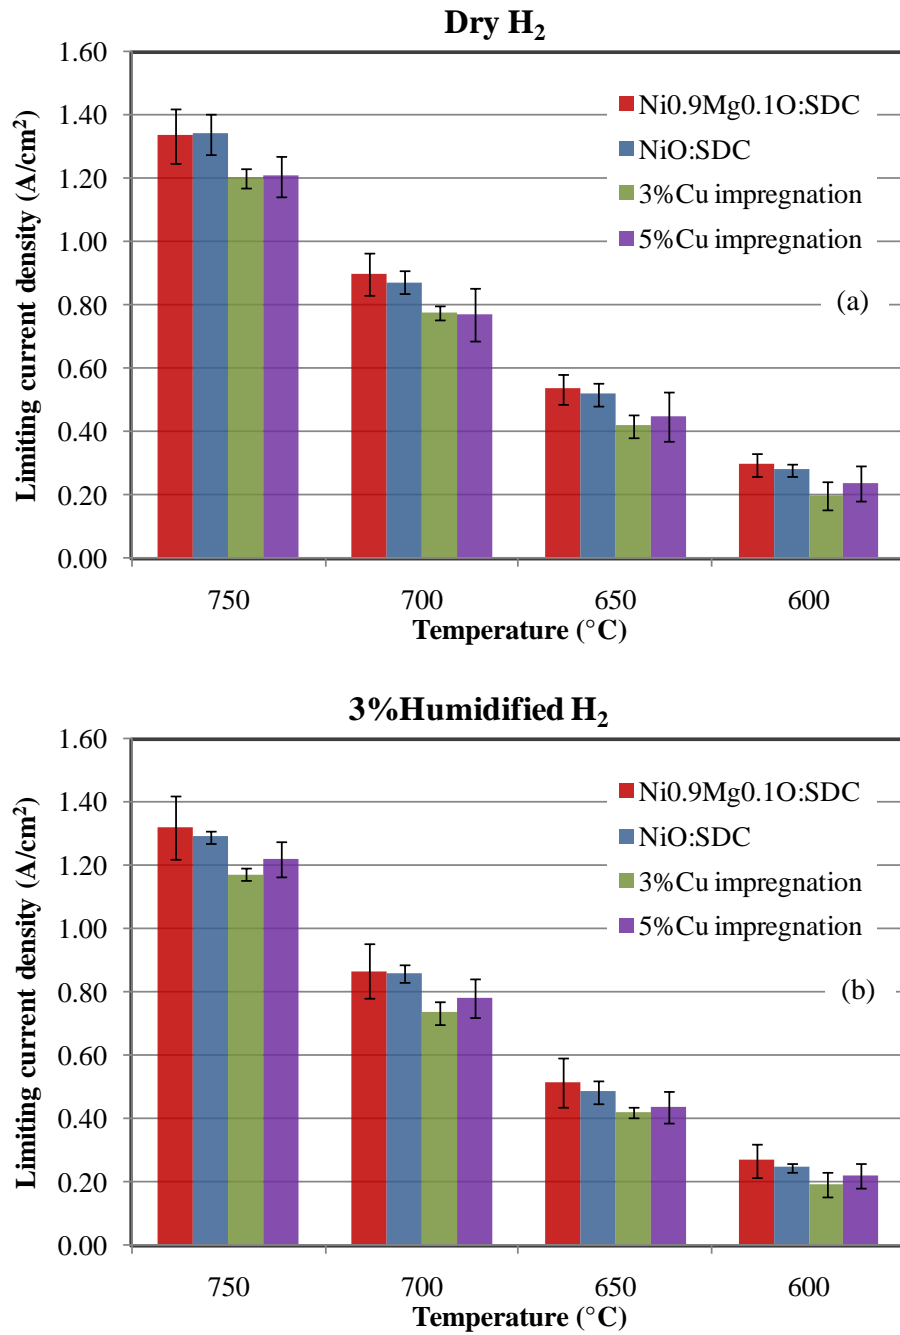 Dry H₂
Limiting current density (A/cm²)
1.60
1.40
1.20
1.00
0.80
0.60
0.40
0.20
0.00
Ni0.9Mg0.1O:SDC
NiO:SDC
3%Cu impregnation
5%Cu impregnation
(a)
750 700 650 600
Temperature (°C)
3%Humidified H₂
Limiting current density (A/cm²)
1.60
1.40
1.20
1.00
0.80
0.60
0.40
0.20
0.00
Ni0.9Mg0.1O:SDC
NiO:SDC
3%Cu impregnation
5%Cu impregnation
(b)
750 700 650 600
Temperature (°C)